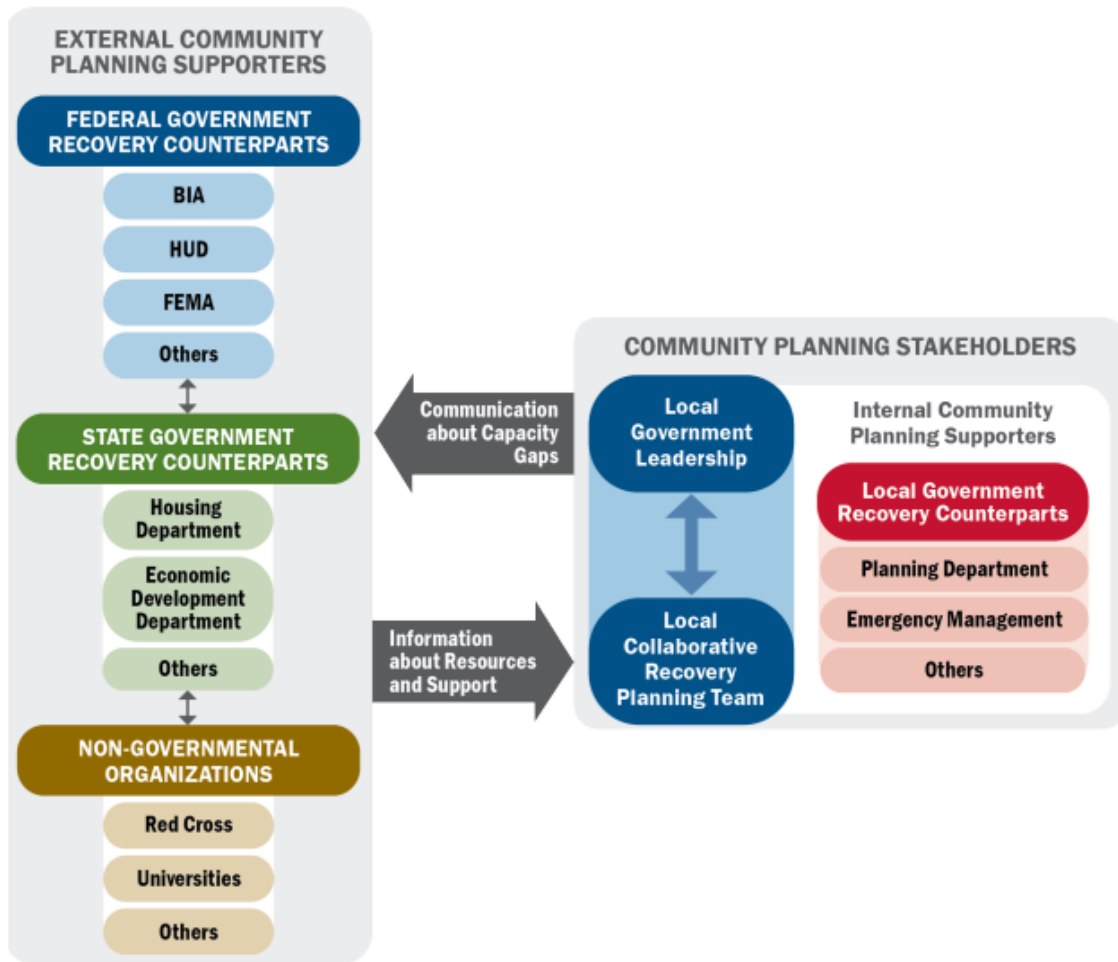 EXTERNAL COMMUNITY
PLANNING SUPPORTERS
FEDERAL GOVERNMENT
RECOVERY COUNTERPARTS
BIA
HUD
FEMA
Others
STATE GOVERNMENT
RECOVERY COUNTERPARTS
Housing
Department
Economic
Development
Department
Others
NON-GOVERNMENTAL
ORGANIZATIONS
Red Cross
Universities
Others
Communication
about Capacity
Gaps
Information
about Resources
and Support
COMMUNITY PLANNING STAKEHOLDERS
Local
Government
Leadership
Local
Collaborative
Recovery
Planning Team
Internal Community
Planning Supporters
Local Government
Recovery Counterparts
Planning Department
Emergency Management
Others